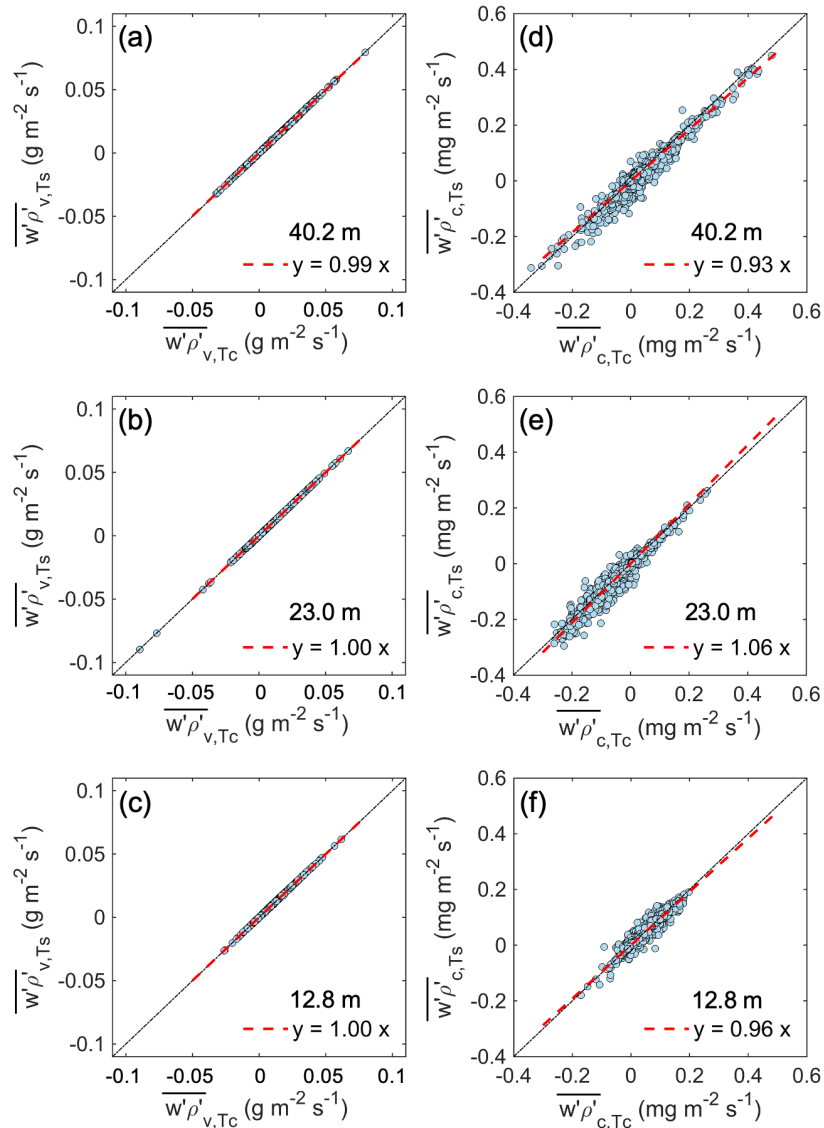 (a)
0.1
0.05
0
-0.05
-0.1
w'ρ'v,Ts (g m-2 s-1)
40.2 m
y = 0.99 x
-0.1 -0.05 0 0.05 0.1
w'ρ'v,Tc (g m-2 s-1)
(d)
0.6
0.4
0.2
0
-0.2
-0.4
w'ρ'c,Ts (mg m-2 s-1)
40.2 m
y = 0.93 x
-0.4 -0.2 0 0.2 0.4 0.6
w'ρ'c,Tc (mg m-2 s-1)
(b)
0.1
0.05
0
-0.05
-0.1
w'ρ'v,Ts (g m-2 s-1)
23.0 m
y = 1.00 x
-0.1 -0.05 0 0.05 0.1
w'ρ'v,Tc (g m-2 s-1)
(e)
0.6
0.4
0.2
0
-0.2
-0.4
w'ρ'c,Ts (mg m-2 s-1)
23.0 m
y = 1.06 x
-0.4 -0.2 0 0.2 0.4 0.6
w'ρ'c,Tc (mg m-2 s-1)
(c)
0.1
0.05
0
-0.05
-0.1
w'ρ'v,Ts (g m-2 s-1)
12.8 m
y = 1.00 x
-0.1 -0.05 0 0.05 0.1
w'ρ'v,Tc (g m-2 s-1)
(f)
0.6
0.4
0.2
0
-0.2
-0.4
w'ρ'c,Ts (mg m-2 s-1)
12.8 m
y = 0.96 x
-0.4 -0.2 0 0.2 0.4 0.6
w'ρ'c,Tc (mg m-2 s-1)